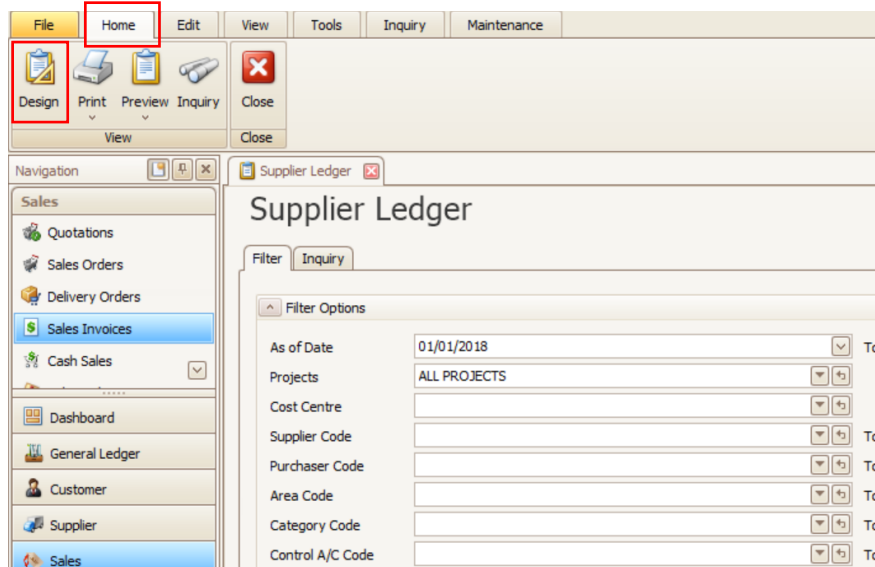 File Home Edit View Tools Inquiry Maintenance
Design Print Preview Inquiry Close
View Close
Navigation
Supplier Ledger
Sales
Quotations
Sales Orders
Delivery Orders
Sales Invoices
Cash Sales
Dashboard
General Ledger
Customer
Supplier
Sales
Supplier Ledger
Filter Inquiry
Filter Options
As of Date 01/01/2018
Projects ALL PROJECTS
Cost Centre
Supplier Code
Purchaser Code
Area Code
Category Code
Control A/C Code